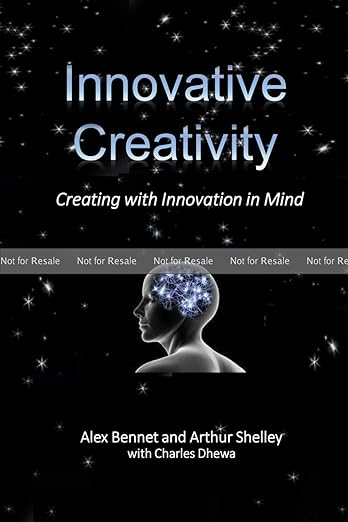 Innovative
Creativity
Creating with Innovation in Mind
Not for Resale Not for Resale Not for Resale Not for Resale Not for Re
Alex Bennet and Arthur Shelley
with Charles Dhewa